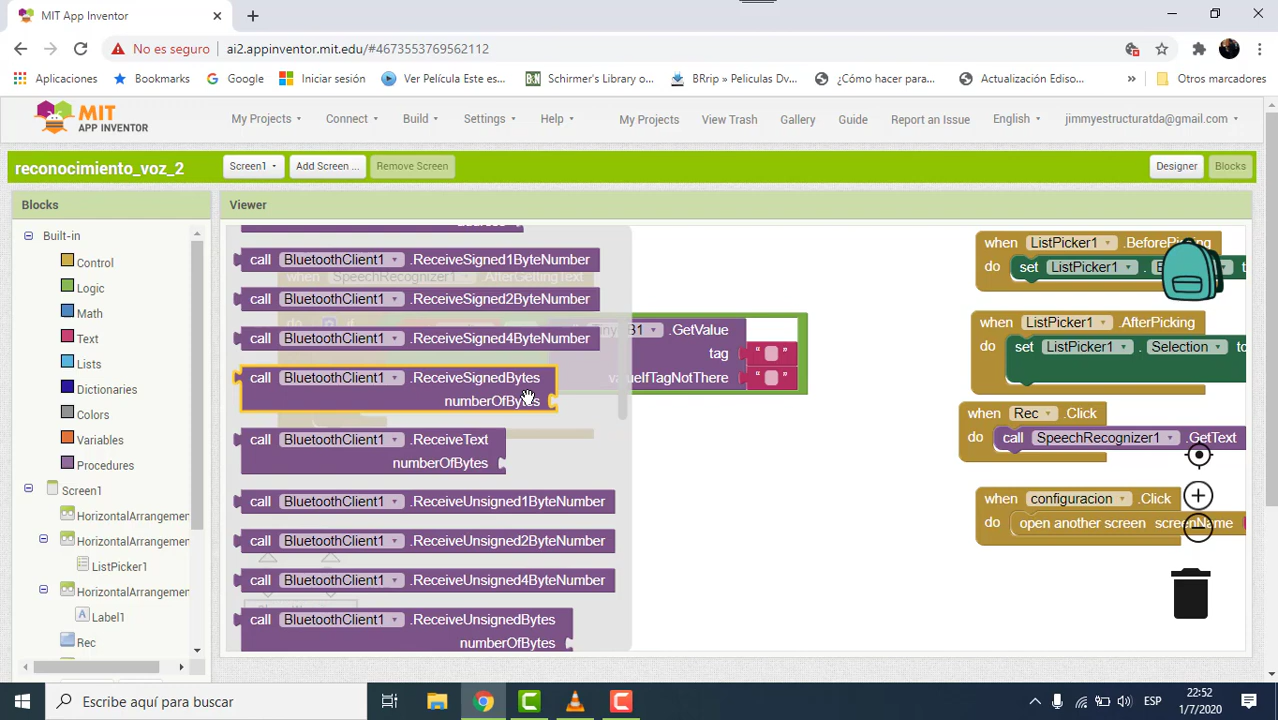 MIT App Inventor
No es seguro
ai2.appinventor.mit.edu/#4673553769562112
Aplicaciones
Bookmarks
Google
Iniciar sesión
Ver Película Este es...
Schirmer's Library o...
BRrip » Peliculas Dv...
¿Cómo hacer para...
Actualización Ediso...
»
Otros marcadores
MIT
APP INVENTOR
My Projects
Connect
Build
Settings
Help
My Projects
View Trash
Gallery
Guide
Report an Issue
English
jimmyestructuratda@gmail.com
reconocimiento_voz_2
Screen1
Add Screen ...
Remove Screen
Designer
Blocks
Blocks
Viewer
Built-in
Control
Logic
Math
Text
Lists
Dictionaries
Colors
Variables
Procedures
Screen1
HorizontalArrangemen
HorizontalArrangemen
ListPicker1
HorizontalArrangemen
Label1
Rec
call BluetoothClient1 .ReceiveSigned1ByteNumber
when SpeechRecognizer1 .AfterGettingText
call BluetoothClient1 .ReceiveSigned2ByteNumber
call BluetoothClient1 .ReceiveSigned4ByteNumber
call BluetoothClient1 .ReceiveSignedBytes
numberOfBytes
call BluetoothClient1 .ReceiveText
numberOfBytes
call BluetoothClient1 .ReceiveUnsigned1ByteNumber
call BluetoothClient1 .ReceiveUnsigned2ByteNumber
call BluetoothClient1 .ReceiveUnsigned4ByteNumber
call BluetoothClient1 .ReceiveUnsignedBytes
numberOfBytes
.GetValue
tag " "
valueIfTagNotThere " "
when ListPicker1 .BeforePicking
do set ListPicker1 .
when ListPicker1 .AfterPicking
do set ListPicker1 . Selection
when Rec .Click
do call SpeechRecognizer1 .GetText
when configuracion .Click
do open another screen screenName
Escribe aquí para buscar
ESP
22:52
1/7/2020